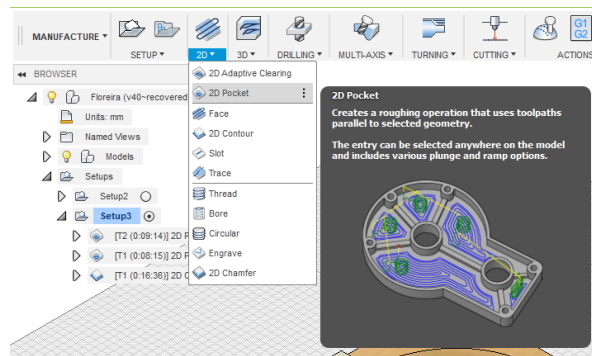 MANUFACTURE ▾
SETUP ▾
2D ▾
3D ▾
DRILLING ▾
MULTI-AXIS ▾
TURNING ▾
CUTTING ▾
G1
G2
ACTIONS
BROWSER
Floreira (v40~recovered
Units: mm
Named Views
Models
Setups
Setup2
Setup3
[T2 (0:09:14)] 2D P
[T1 (0:08:15)] 2D P
[T1 (0:16:36)] 2D C
2D Adaptive Clearing
2D Pocket
Face
2D Contour
Slot
Trace
Thread
Bore
Circular
Engrave
2D Chamfer
2D Pocket
Creates a roughing operation that uses toolpaths
parallel to selected geometry.
The entry can be selected anywhere on the model
and includes various plunge and ramp options.